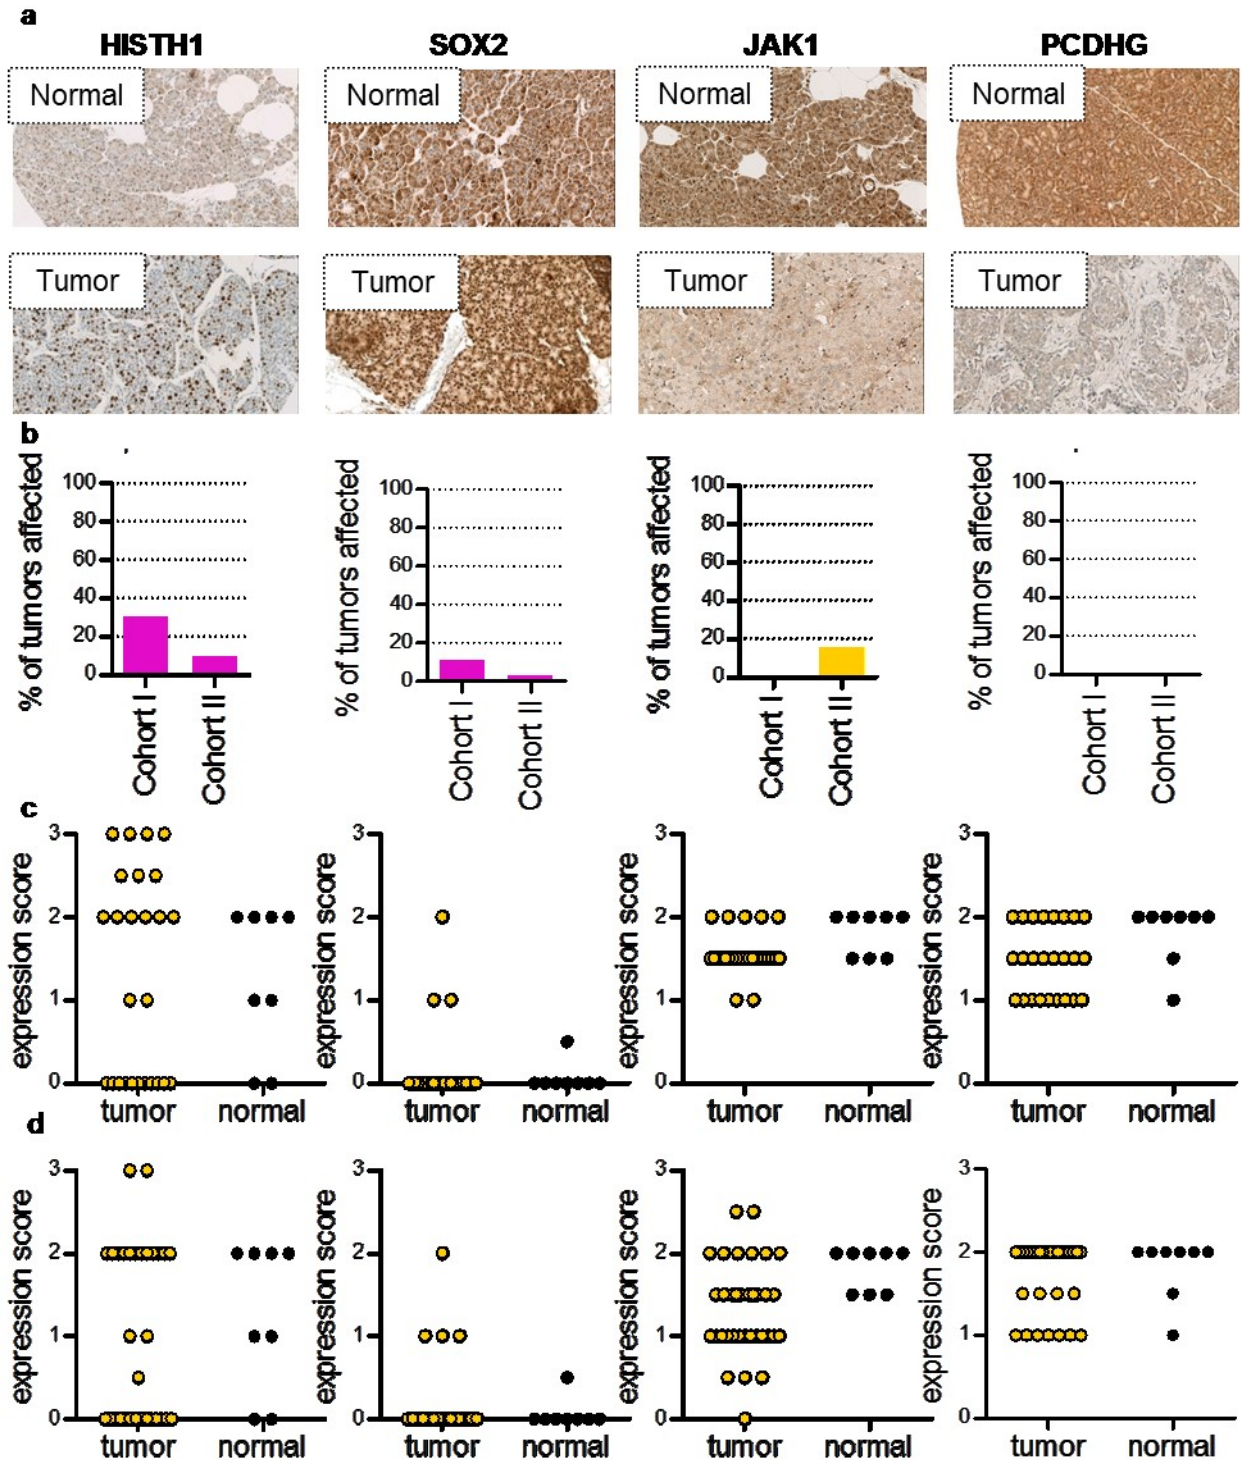 a
HISTH1 SOX2 JAK1 PCDHG
Normal Normal Normal Normal
Tumor Tumor Tumor Tumor
b
% of tumors affected % of tumors affected % of tumors affected % of tumors affected
100 100 100 100
80 80 80 80
60 60 60 60
40 40 40 40
20 20 20 20
0 0 0 0
Cohort I Cohort II Cohort I Cohort II Cohort I Cohort II Cohort I Cohort II
c
expression score expression score expression score expression score
3 3 3 3
2 2 2 2
1 1 1 1
0 0 0 0
tumor normal tumor normal tumor normal tumor normal
d
expression score expression score expression score expression score
3 3 3 3
2 2 2 2
1 1 1 1
0 0 0 0
tumor normal tumor normal tumor normal tumor normal